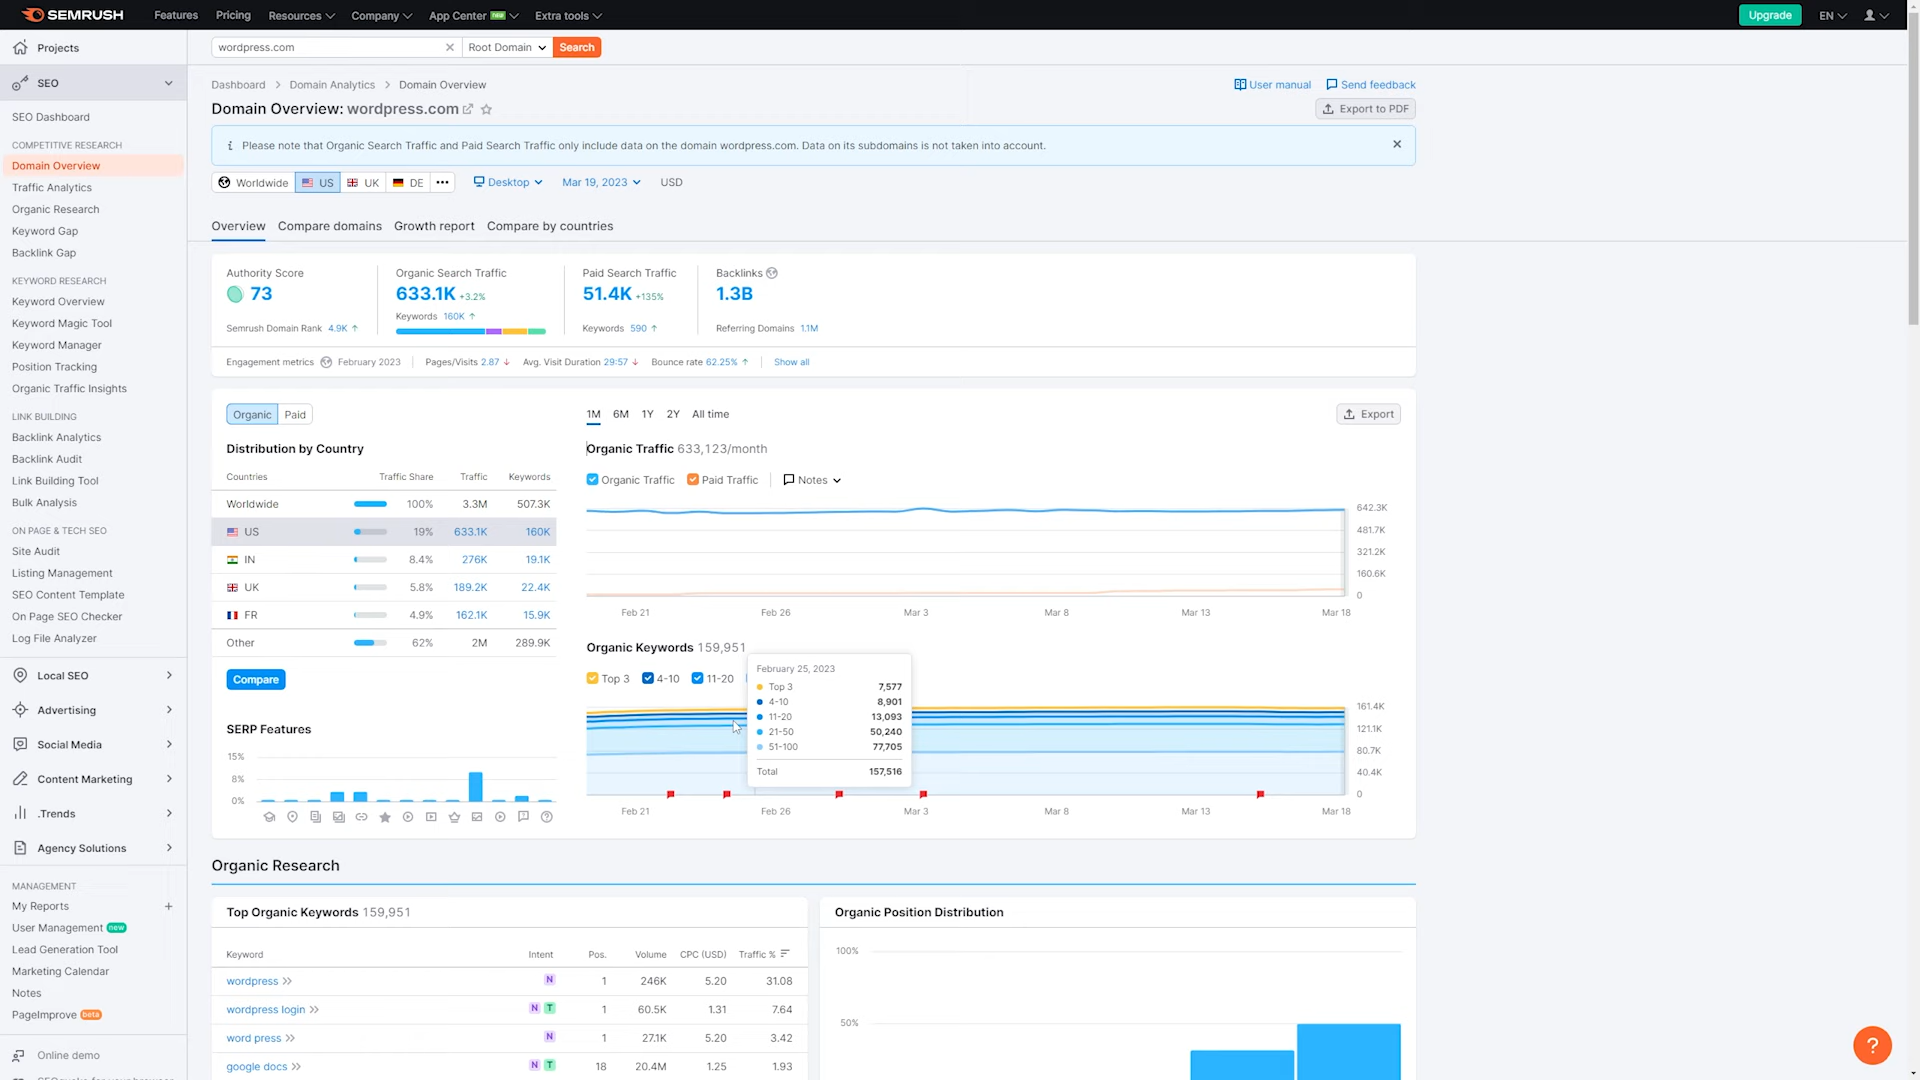 SEMRUSH
Features Pricing Resources Company App Center new Extra tools
Upgrade EN
Projects
SEO
SEO Dashboard
COMPETITIVE RESEARCH
Domain Overview
Traffic Analytics
Organic Research
Keyword Gap
Backlink Gap
KEYWORD RESEARCH
Keyword Overview
Keyword Magic Tool
Keyword Manager
Position Tracking
Organic Traffic Insights
LINK BUILDING
Backlink Analytics
Backlink Audit
Link Building Tool
Bulk Analysis
ON PAGE & TECH SEO
Site Audit
Listing Management
SEO Content Template
On Page SEO Checker
Log File Analyzer
Local SEO
Advertising
Social Media
Content Marketing
.Trends
Agency Solutions
MANAGEMENT
My Reports +
User Management new
Lead Generation Tool
Marketing Calendar
Notes
PageImprove beta
Online demo
wordpress.com Root Domain Search
Dashboard > Domain Analytics > Domain Overview
User manual Send feedback
Domain Overview: wordpress.com
Export to PDF
Please note that Organic Search Traffic and Paid Search Traffic only include data on the domain wordpress.com. Data on its subdomains is not taken into account.
Worldwide US UK DE ••• Desktop Mar 19, 2023 USD
Overview Compare domains Growth report Compare by countries
Authority Score Organic Search Traffic Paid Search Traffic Backlinks
73 633.1K +3.2% 51.4K +135% 1.3B
Keywords 160K ↑
Semrush Domain Rank 4.9K ↑ Keywords 590 ↑ Referring Domains 1.1M
Engagement metrics February 2023 Pages/Visits 2.87 ↓ Avg. Visit Duration 29:57 ↓ Bounce rate 62.25% ↑ Show all
Organic Paid
Distribution by Country
Countries Traffic Share Traffic Keywords
Worldwide 100% 3.3M 507.3K
US 19% 633.1K 160K
IN 8.4% 276K 19.1K
UK 5.8% 189.2K 22.4K
FR 4.9% 162.1K 15.9K
Other 62% 2M 289.9K
Compare
SERP Features
15%
8%
0%
1M 6M 1Y 2Y All time
Export
Organic Traffic 633,123/month
Organic Traffic Paid Traffic Notes
642.3K
481.7K
321.2K
160.6K
0
Feb 21 Feb 26 Mar 3 Mar 8 Mar 13 Mar 18
Organic Keywords 159,951
Top 3 4-10 11-20
February 25, 2023
Top 3 7,577
4-10 8,901
11-20 13,093
21-50 50,240
51-100 77,705
Total 157,516
161.4K
121.1K
80.7K
40.4K
0
Feb 21 Feb 26 Mar 3 Mar 8 Mar 13 Mar 18
Organic Research
Top Organic Keywords 159,951
Keyword Intent Pos. Volume CPC (USD) Traffic %
wordpress N 1 246K 5.20 31.08
wordpress login N T 1 60.5K 1.31 7.64
word press N 1 27.1K 5.20 3.42
google docs N T 18 20.4M 1.25 1.93
Organic Position Distribution
100%
50%
?